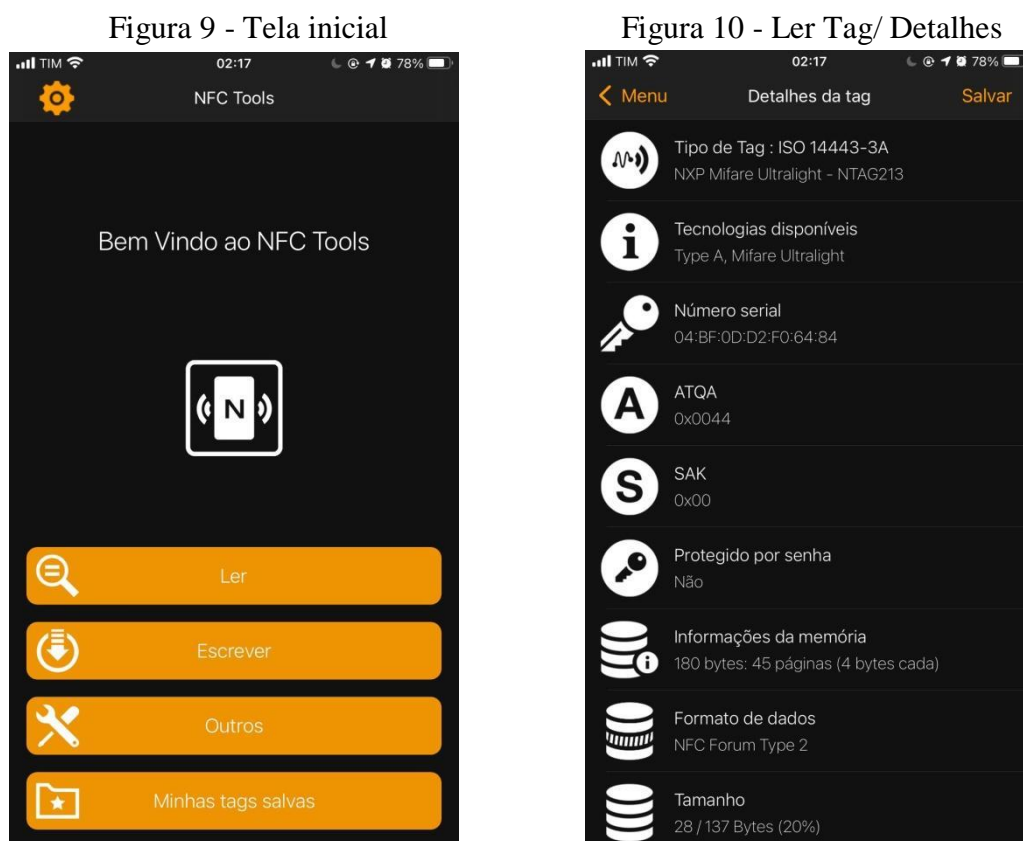 Figura 9 - Tela inicial
TIM 02:17 78%
NFC Tools
Bem Vindo ao NFC Tools
N
Ler
Escrever
Outros
Minhas tags salvas
Figura 10 - Ler Tag/ Detalhes
TIM 02:17 78%
Menu Detalhes da tag Salvar
Tipo de Tag : ISO 14443-3A
NXP Mifare Ultralight - NTAG213
i
Tecnologias disponíveis
Type A, Mifare Ultralight
Número serial
04:BF:0D:D2:F0:64:84
A
ATQA
0x0044
S
SAK
0x00
Protegido por senha
Não
Informações da memória
180 bytes: 45 páginas (4 bytes cada)
i
Formato de dados
NFC Forum Type 2
Tamanho
28 / 137 Bytes (20%)